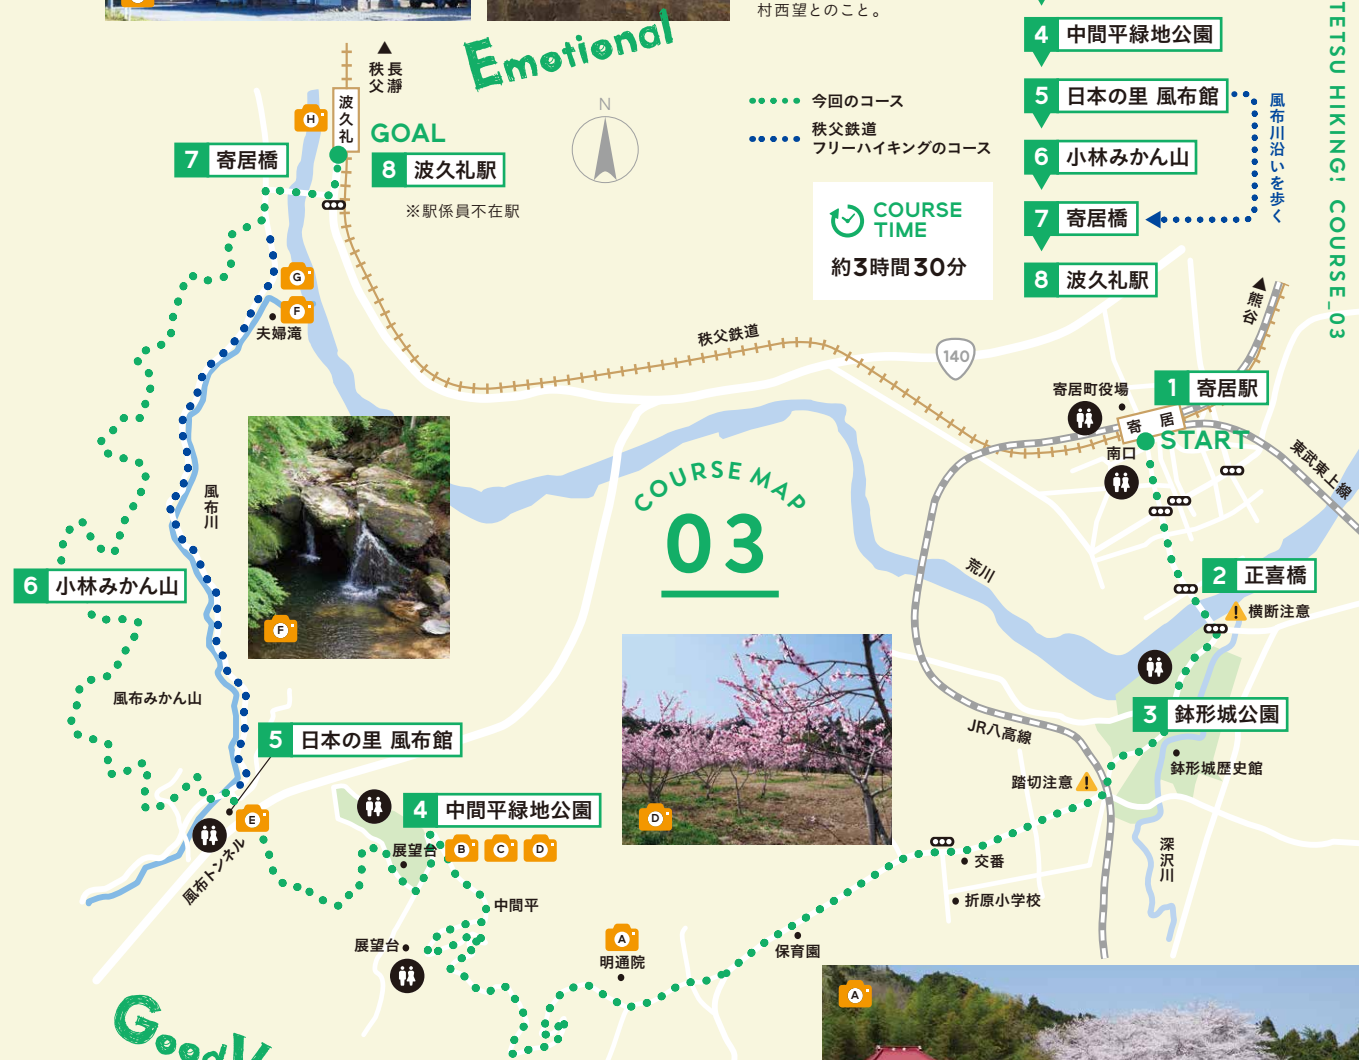 村西望とのこと。
Emotional
4 中間平緑地公園
5 日本の里 風布館
6 小林みかん山
7 寄居橋
8 波久礼駅
風布川沿いを歩く
TETSU HIKING! COURSE_03
N
今回のコース
秩父鉄道
フリーハイキングのコース
COURSE
TIME
約3時間30分
▲
長瀞
秩父
波久礼
H
GOAL
7 寄居橋
8 波久礼駅
※駅係員不在駅
G
F
夫婦滝
秩父鉄道
140
▲熊谷
寄居町役場
1 寄居駅
寄居
START
南口
東武東上線
風布川
F
COURSE MAP
03
荒川
2 正喜橋
横断注意
6 小林みかん山
風布みかん山
5 日本の里 風布館
E
風布トンネル
4 中間平緑地公園
展望台
B C D
D
JR八高線
3 鉢形城公園
鉢形城歴史館
踏切注意
深沢川
交番
折原小学校
中間平
展望台
A
明通院
保育園
A